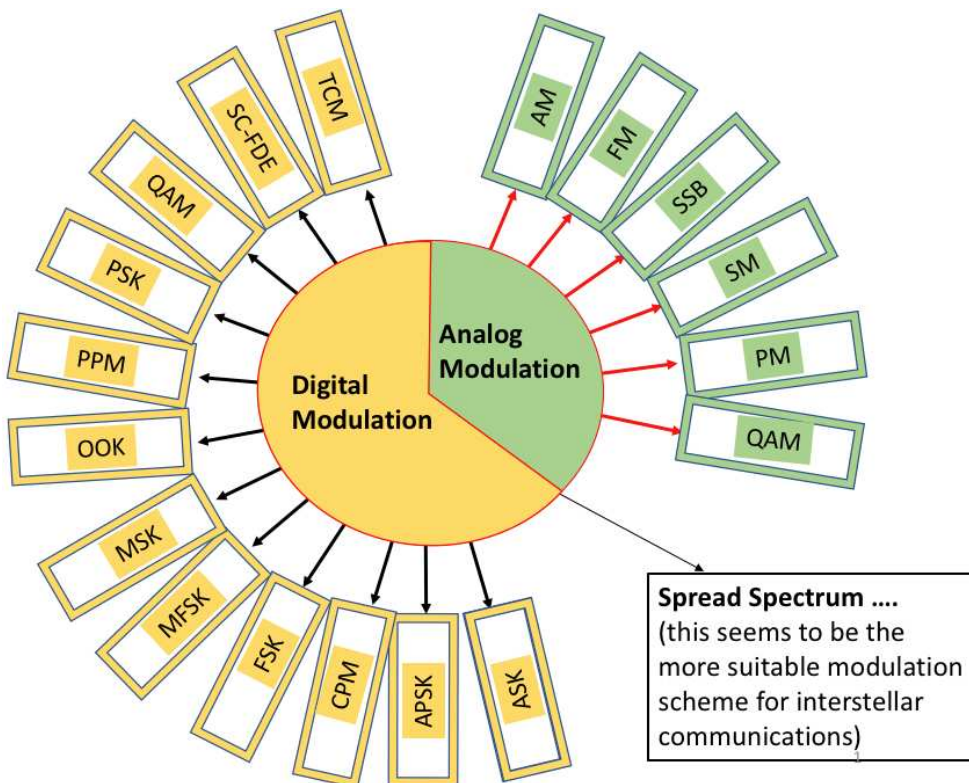 TCM
SC-FDE
QAM
PSK
PPM
OOK
MSK
MFSK
FSK
CPM
APSK
ASK
AM
FM
SSB
SM
PM
QAM
Digital
Modulation
Analog
Modulation
Spread Spectrum ....
(this seems to be the
more suitable modulation
scheme for interstellar
communications)
1